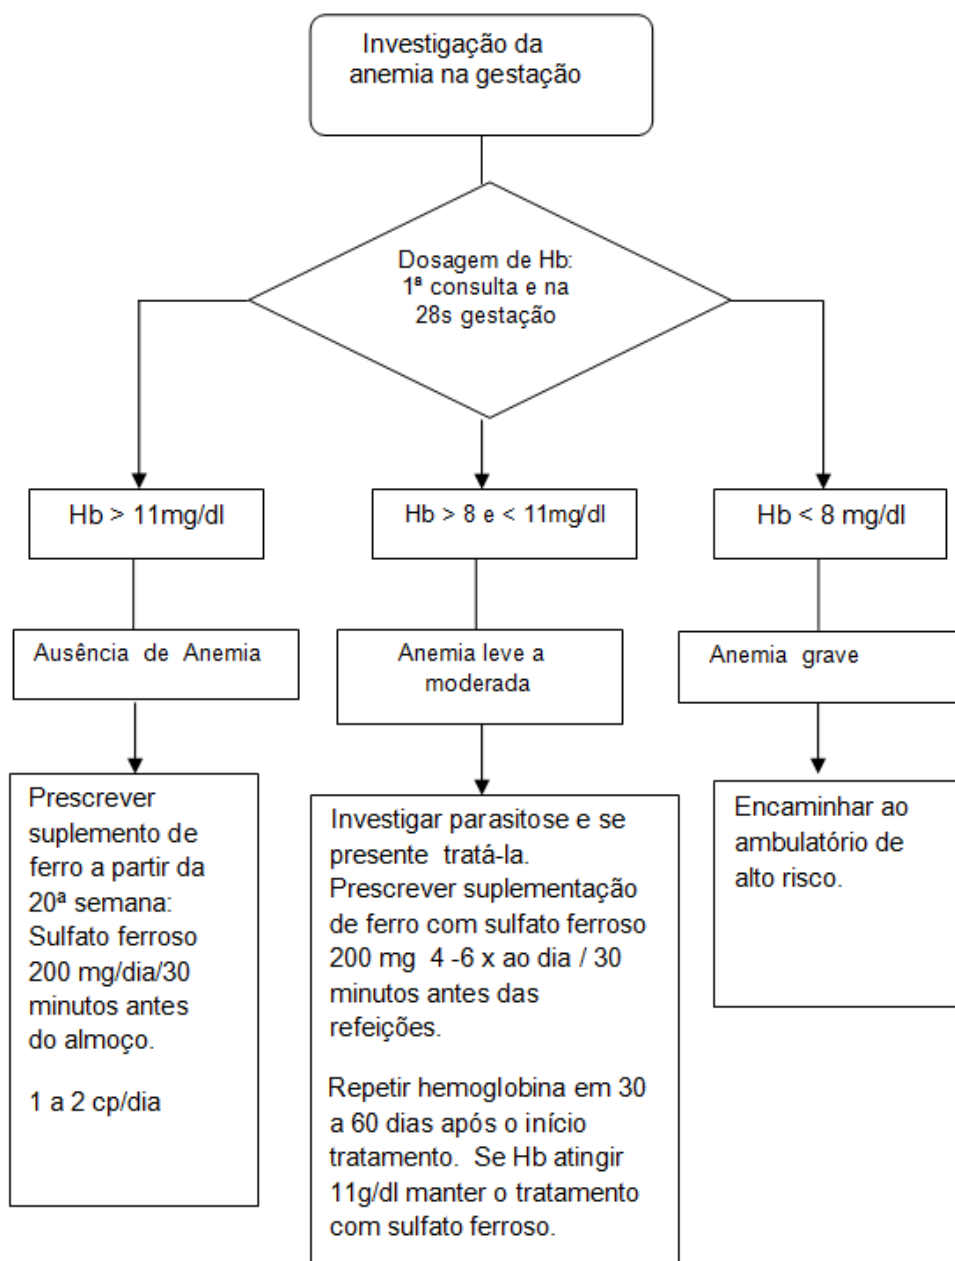 Investigação da
anemia na gestação
Dosagem de Hb:
1ª consulta e na
28s gestação
Hb > 11mg/dl
Hb > 8 e < 11mg/dl
Hb < 8 mg/dl
Ausência de Anemia
Anemia leve a
moderada
Anemia grave
Prescrever
suplemento de
ferro a partir da
20ª semana:
Sulfato ferroso
200 mg/dia/30
minutos antes
do almoço.
1 a 2 cp/dia
Investigar parasitose e se
presente tratá-la.
Prescrever suplementação
de ferro com sulfato ferroso
200 mg 4 -6 x ao dia / 30
minutos antes das
refeições.
Repetir hemoglobina em 30
a 60 dias após o início
tratamento. Se Hb atingir
11g/dl manter o tratamento
com sulfato ferroso.
Encaminhar ao
ambulatório de
alto risco.